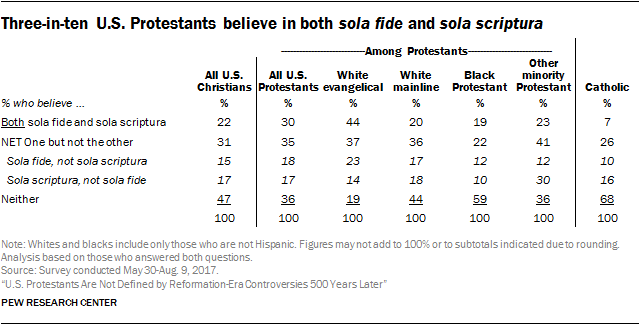 Three-in-ten U.S. Protestants believe in both sola fide and sola scriptura
Among Protestants
All U.S. Christians All U.S. Protestants White evangelical White mainline Black Protestant Other minority Protestant Catholic
% who believe ... % % % % % % %
Both sola fide and sola scriptura 22 30 44 20 19 23 7
NET One but not the other 31 35 37 36 22 41 26
Sola fide, not sola scriptura 15 18 23 17 12 12 10
Sola scriptura, not sola fide 17 17 14 18 10 30 16
Neither 47 36 19 44 59 36 68
100 100 100 100 100 100 100
Note: Whites and blacks include only those who are not Hispanic. Figures may not add to 100% or to subtotals indicated due to rounding.
Analysis based on those who answered both questions.
Source: Survey conducted May 30-Aug. 9, 2017.
“U.S. Protestants Are Not Defined by Reformation-Era Controversies 500 Years Later”
PEW RESEARCH CENTER